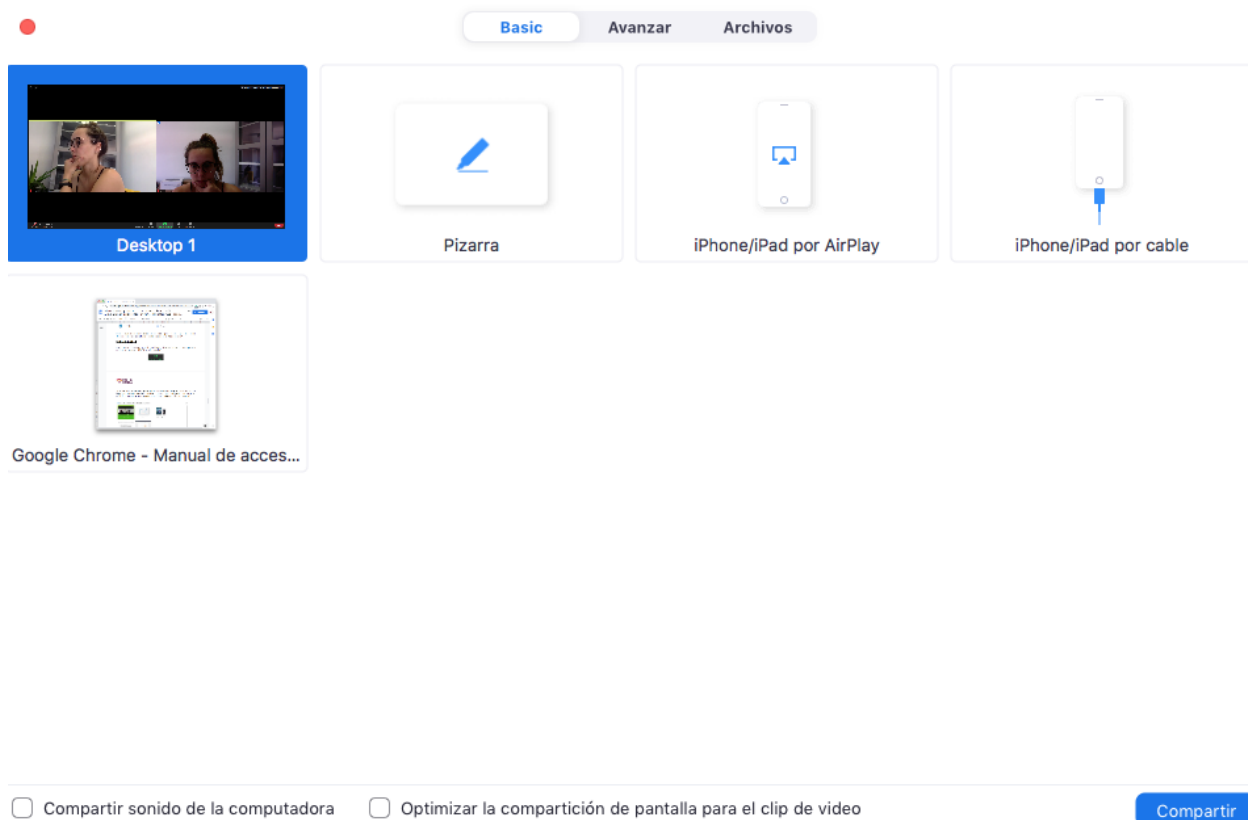 Basic Avanzar Archivos
Desktop 1
Pizarra
iPhone/iPad por AirPlay
iPhone/iPad por cable
Google Chrome - Manual de acces...
Compartir sonido de la computadora
Optimizar la compartición de pantalla para el clip de video
Compartir